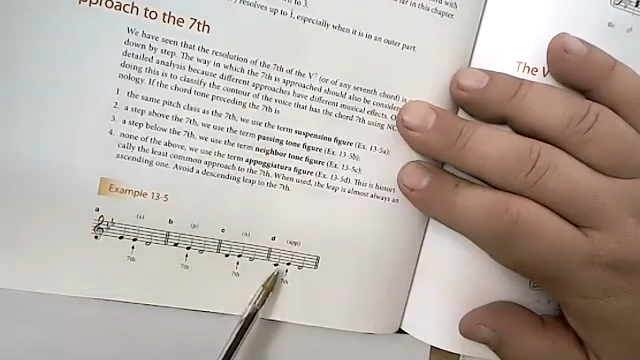 to 3.
resolves up to 1, especially when it is in an outer part
far in this chapter.
pproach to the 7th
We have seen that the resolution of the 7th of the V7 (or of any seventh chord) is
down by step. The way in which the 7th is approached should also be consider
detailed analysis because different approaches have different musical effects. O
doing this is to classify the contour of the voice that has the chord 7th using NC
nology. If the chord tone preceding the 7th is
1. the same pitch class as the 7th, we use the term suspension figure (Ex. 13-5a);
2. a step above the 7th, we use the term passing tone figure (Ex. 13-5b);
3. a step below the 7th, we use the term neighbor tone figure (Ex. 13-5c);
4. none of the above, we use the term appoggiatura figure (Ex. 13-5d). This is histori
cally the least common approach to the 7th. When used, the leap is almost always an
ascending one. Avoid a descending leap to the 7th.
The V
Example 13-5
a (s) b (p) c (n) d (app)
7th 7th 7th 7th